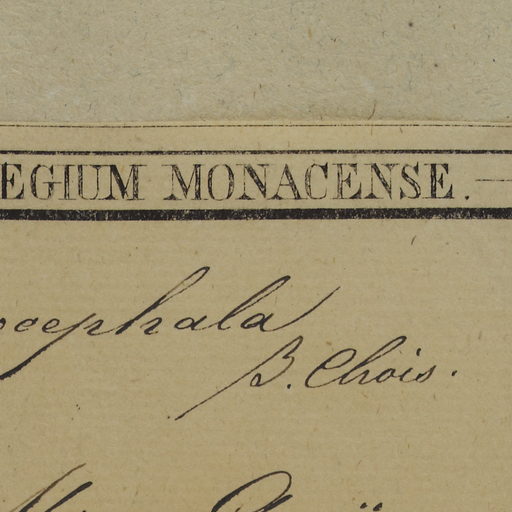 EGIUM MONACENSE.
ocephala
β. Chois.